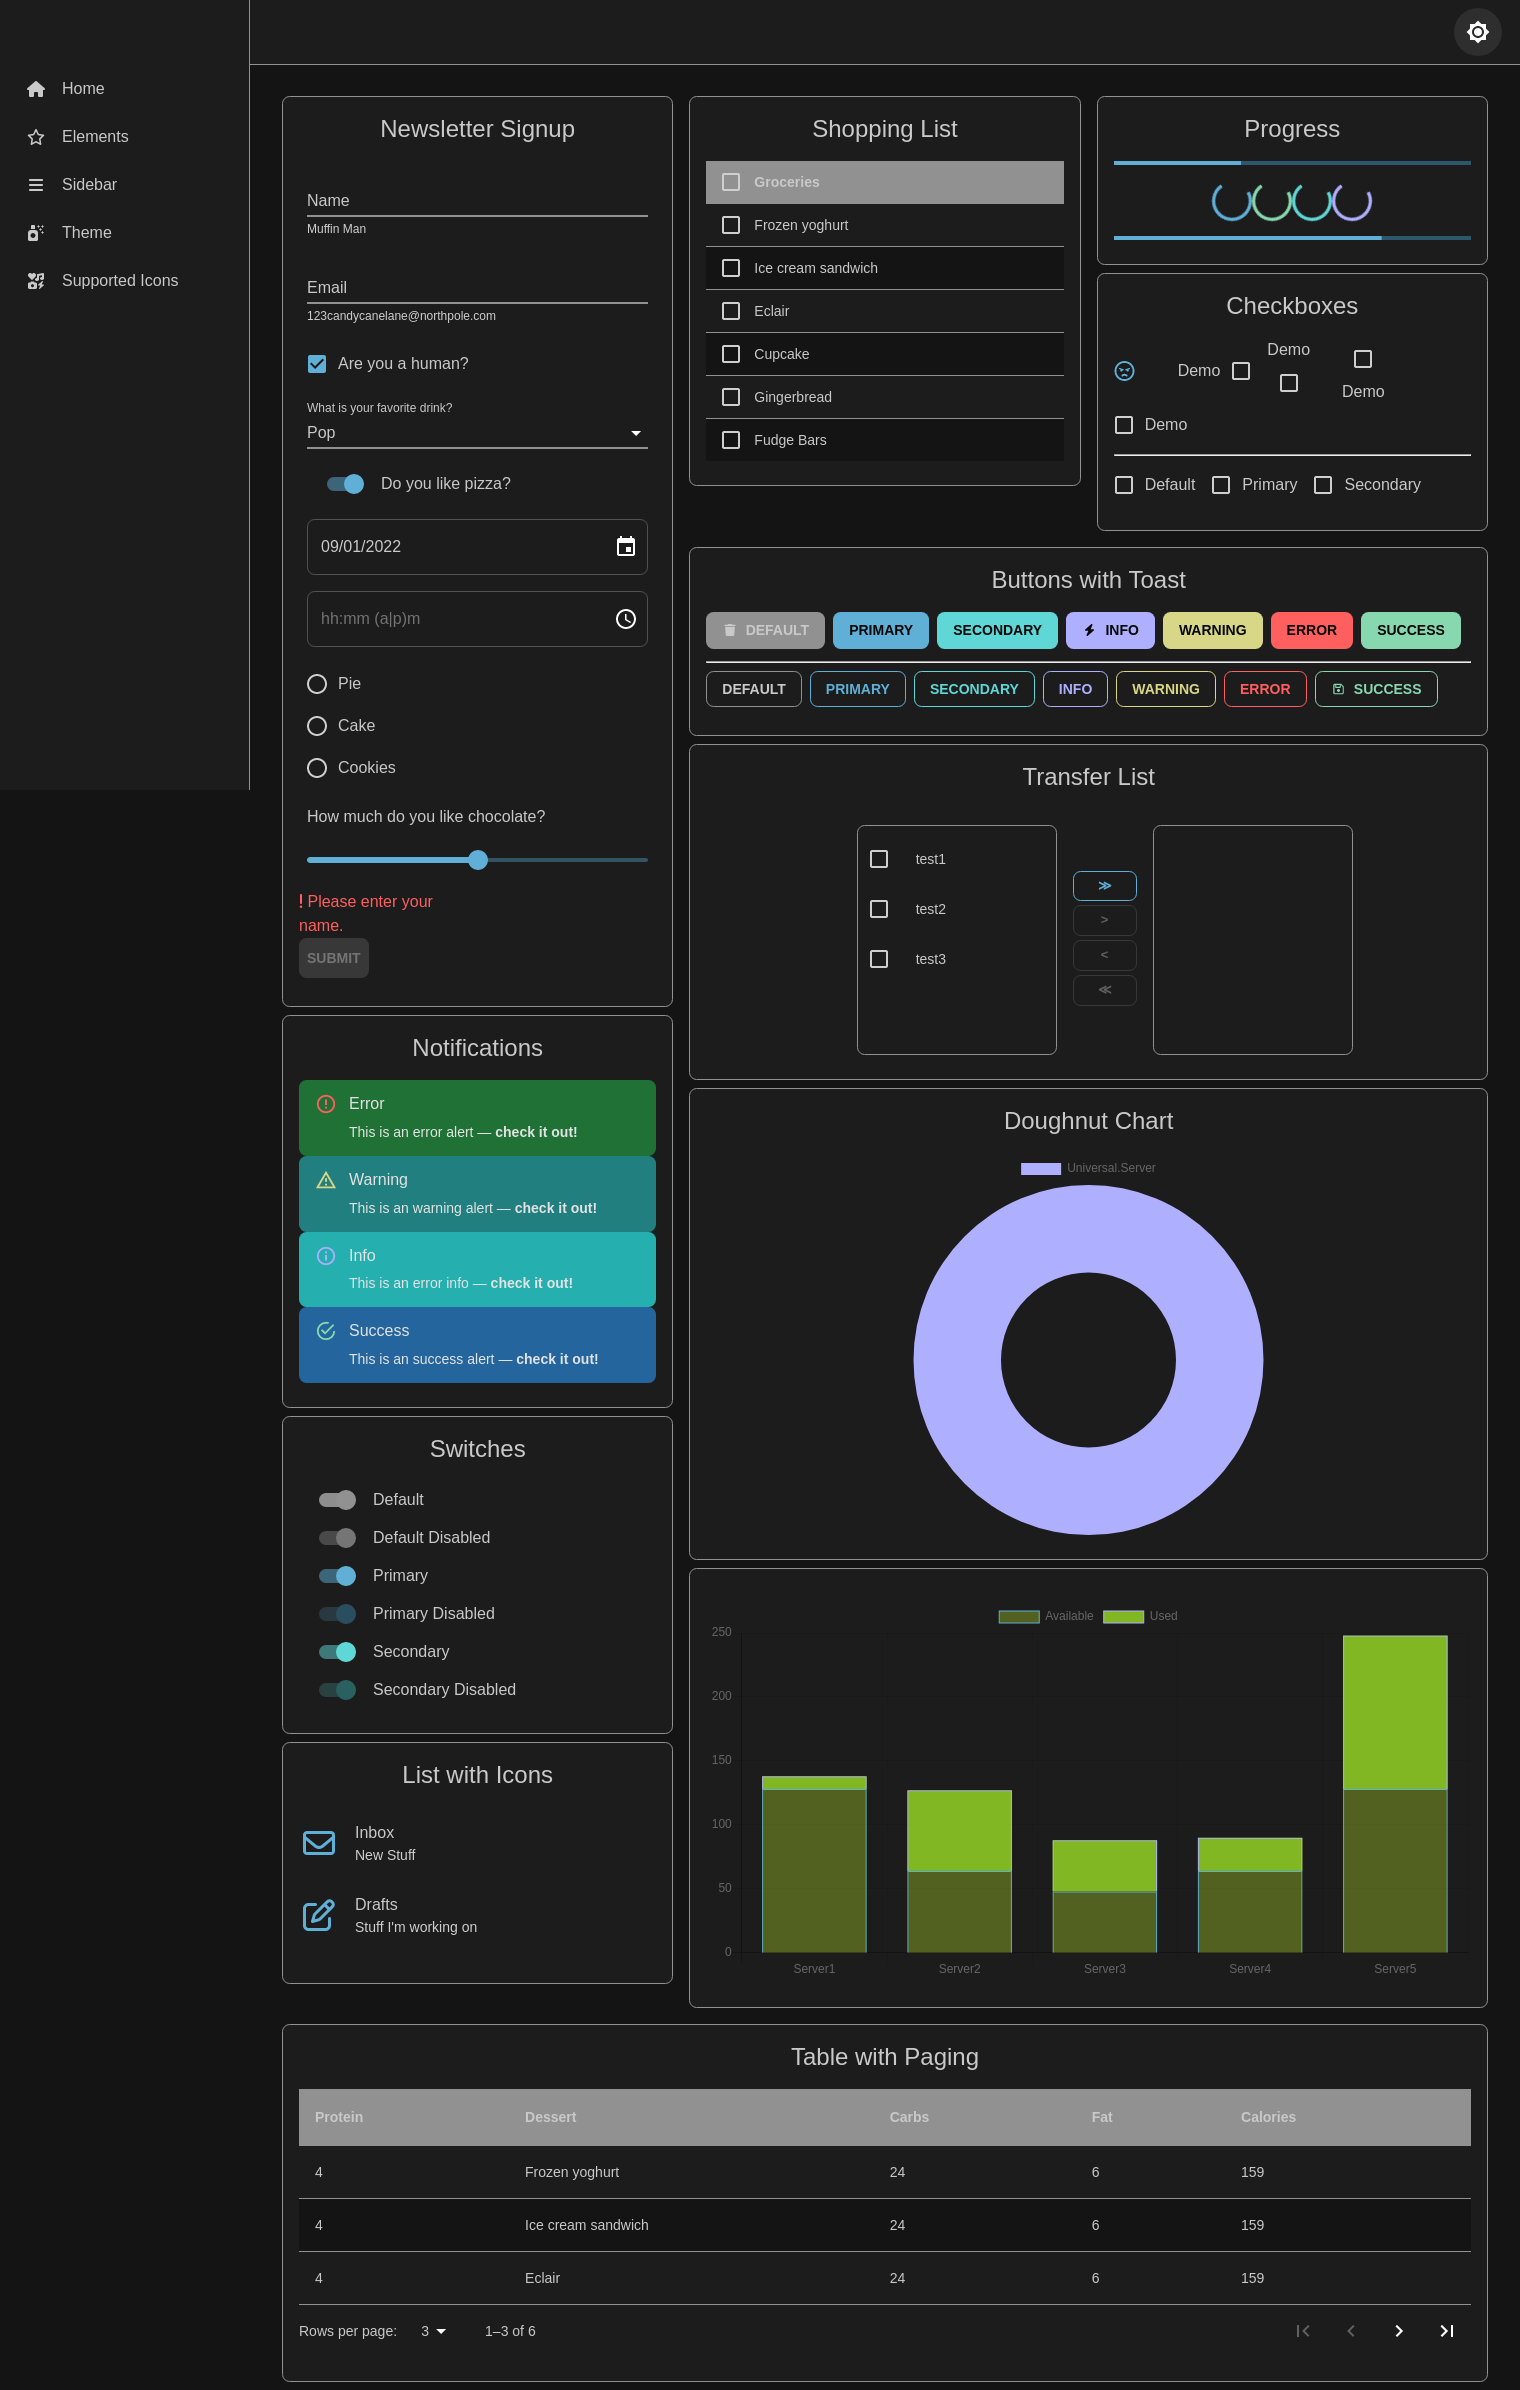 Home
Elements
Sidebar
Theme
Supported Icons
Newsletter Signup
Name
Muffin Man
Email
123candycanelane@northpole.com
Are you a human?
What is your favorite drink?
Pop
Do you like pizza?
09/01/2022
hh:mm (a|p)m
Pie
Cake
Cookies
How much do you like chocolate?
! Please enter your
name.
SUBMIT
Notifications
Error
This is an error alert — check it out!
Warning
This is an warning alert — check it out!
Info
This is an error info — check it out!
Success
This is an success alert — check it out!
Switches
Default
Default Disabled
Primary
Primary Disabled
Secondary
Secondary Disabled
List with Icons
Inbox
New Stuff
Drafts
Stuff I'm working on
Shopping List
Groceries
Frozen yoghurt
Ice cream sandwich
Eclair
Cupcake
Gingerbread
Fudge Bars
Progress
Checkboxes
Demo
Demo
Demo
Demo
Default Primary Secondary
Buttons with Toast
DEFAULT PRIMARY SECONDARY INFO WARNING ERROR SUCCESS
DEFAULT PRIMARY SECONDARY INFO WARNING ERROR SUCCESS
Transfer List
test1
test2
test3
≫
>
<
≪
Doughnut Chart
Universal.Server
Available Used
250
200
150
100
50
0
Server1 Server2 Server3 Server4 Server5
Table with Paging
Protein Dessert Carbs Fat Calories
4 Frozen yoghurt 24 6 159
4 Ice cream sandwich 24 6 159
4 Eclair 24 6 159
Rows per page: 3 1–3 of 6